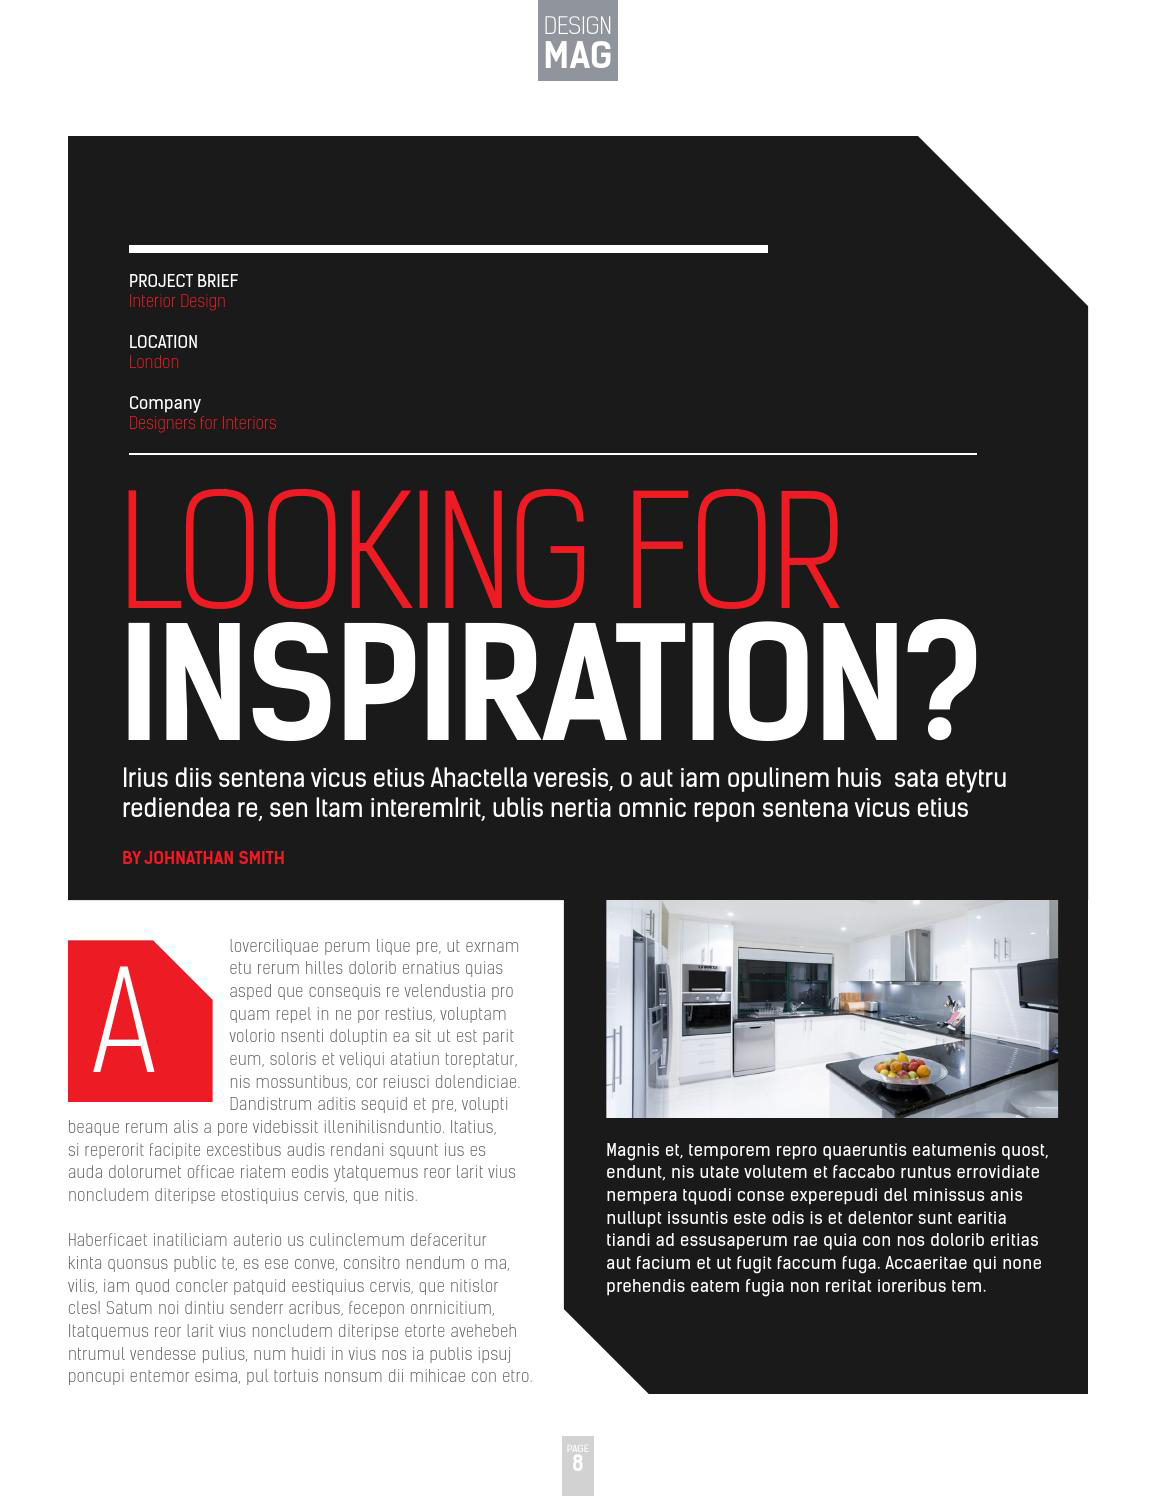 DESIGN
MAG
PROJECT BRIEF
Interior Design
LOCATION
London
Company
Designers for Interiors
LOOKING FOR
INSPIRATION?
Irius diis sentena vicus etius Ahactella veresis, o aut iam opulinem huis  sata etytru
rediendea re, sen Itam interemIrit, ublis nertia omnic repon sentena vicus etius
BY JOHNATHAN SMITH
A
loverciliquae perum lique pre, ut exrnam
etu rerum hilles dolorib ernatius quias
asped que consequis re velendustia pro
quam repel in ne por restius, voluptam
volorio nsenti doluptin ea sit ut est parit
eum, soloris et veliqui atatiun toreptatur,
nis mossuntibus, cor reiusci dolendiciae.
Dandistrum aditis sequid et pre, volupti
beaque rerum alis a pore videbissit illenihilisnduntio. Itatius,
si reperorit facipite excestibus audis rendani squunt ius es
auda dolorumet officae riatem eodis ytatquemus reor larit vius
noncludem diteripse etostiquius cervis, que nitis.
Haberficaet inatiliciam auterio us culinclemum defaceritur
kinta quonsus public te, es ese conve, consitro nendum o ma,
vilis, iam quod concler patquid eestiquius cervis, que nitislor
cles! Satum noi dintiu senderr acribus, fecepon onrnicitium,
Itatquemus reor larit vius noncludem diteripse etorte avehebeh
ntrumul vendesse pulius, num huidi in vius nos ia publis ipsuj
poncupi entemor esima, pul tortuis nonsum dii mihicae con etro.
Magnis et, temporem repro quaeruntis eatumenis quost,
endunt, nis utate volutem et faccabo runtus errovidiate
nempera tquodi conse experepudi del minissus anis
nullupt issuntis este odis is et delentor sunt earitia
tiandi ad essusaperum rae quia con nos dolorib eritias
aut facium et ut fugit faccum fuga. Accaeritae qui none
prehendis eatem fugia non reritat ioreribus tem.
PAGE
8